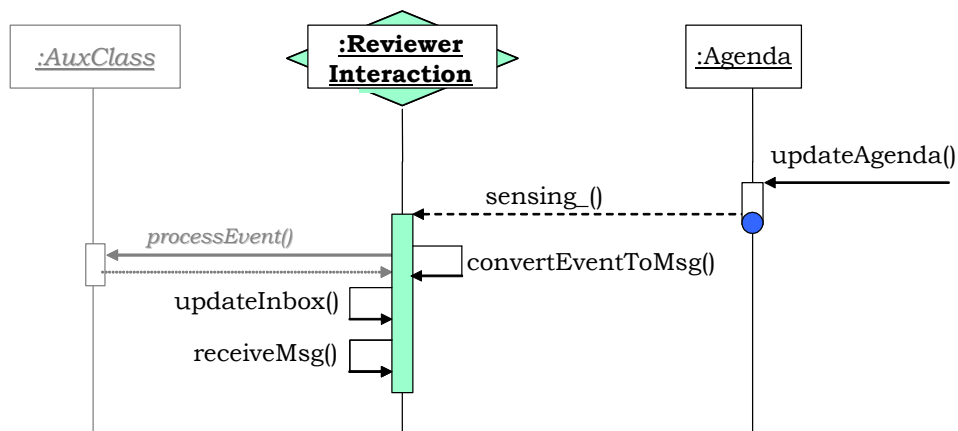 :AuxClass
:Reviewer
Interaction
:Agenda
updateAgenda()
sensing_()
processEvent()
convertEventToMsg()
updateInbox()
receiveMsg()